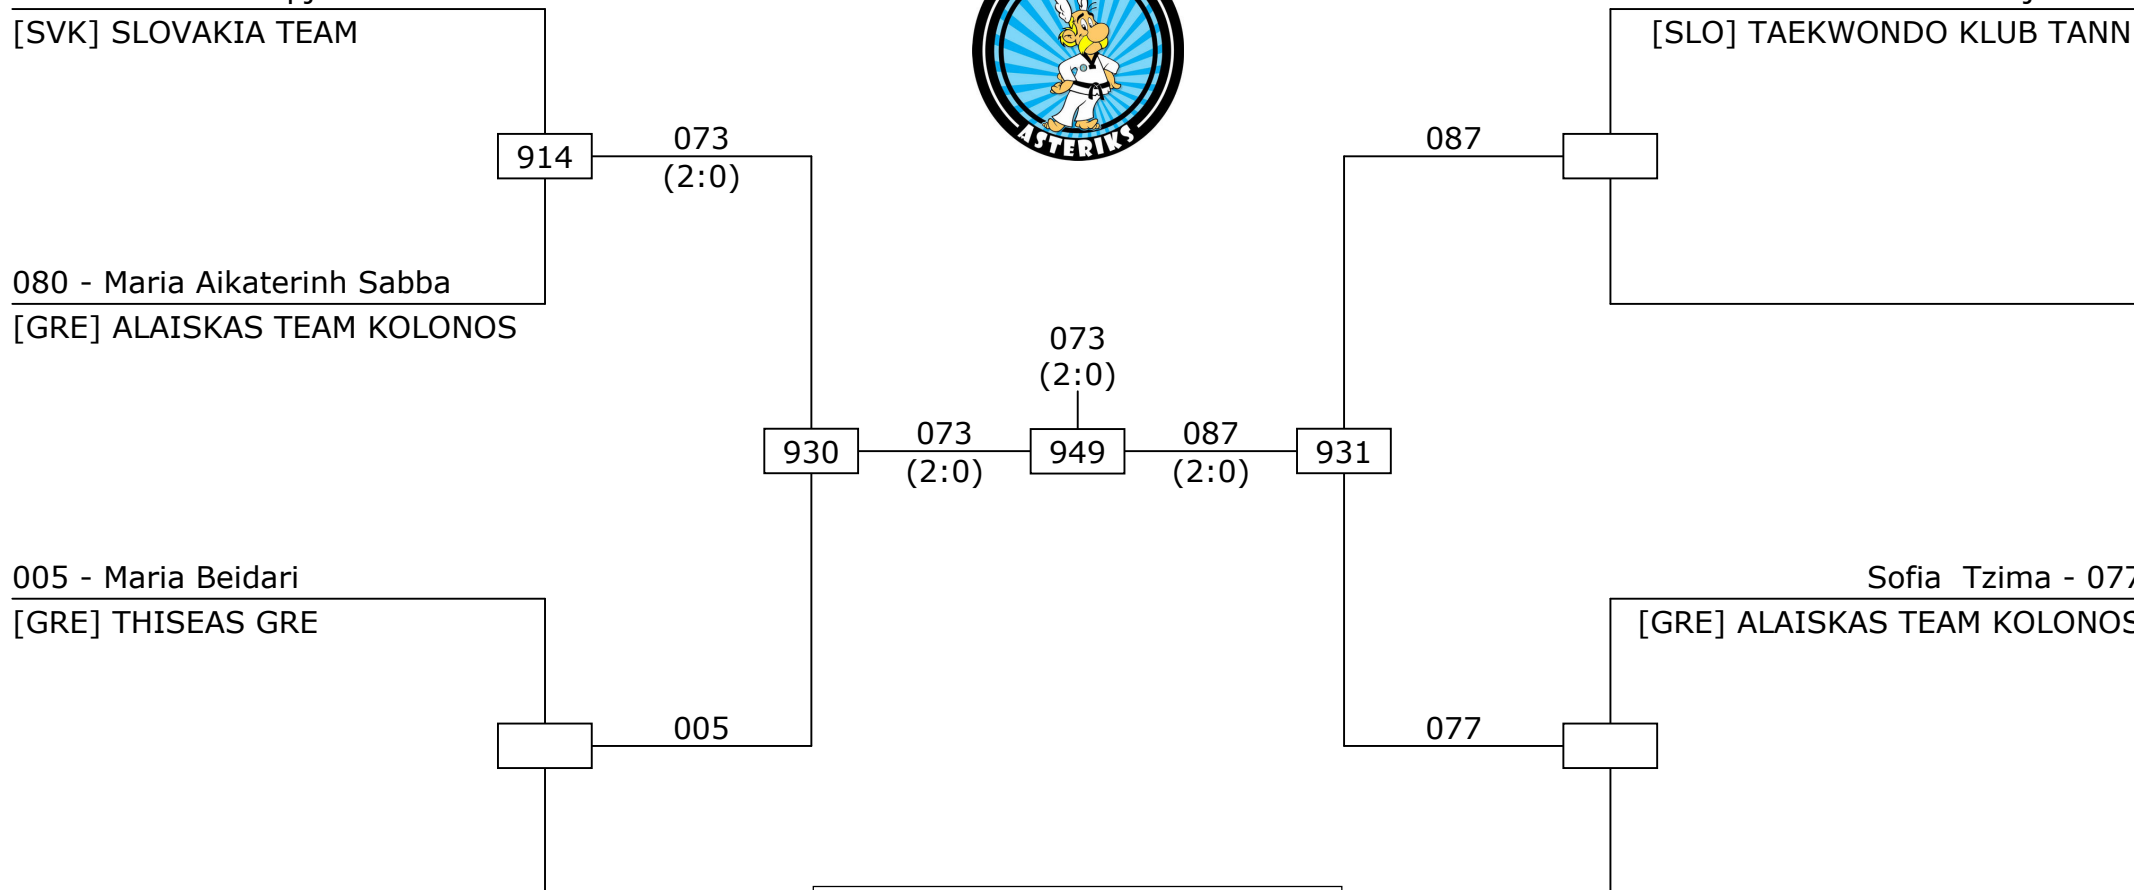 [SVK] SLOVAKIA TEAM
[SLO] TAEKWONDO KLUB TANN
ASTERIKS
073
914
(2:0)
087
080 - Maria Aikaterinh Sabba
[GRE] ALAISKAS TEAM KOLONOS
073
(2:0)
930
073
(2:0)
949
087
(2:0)
931
005 - Maria Beidari
[GRE] THISEAS GRE
Sofia  Tzima - 077
[GRE] ALAISKAS TEAM KOLONOS
005
077